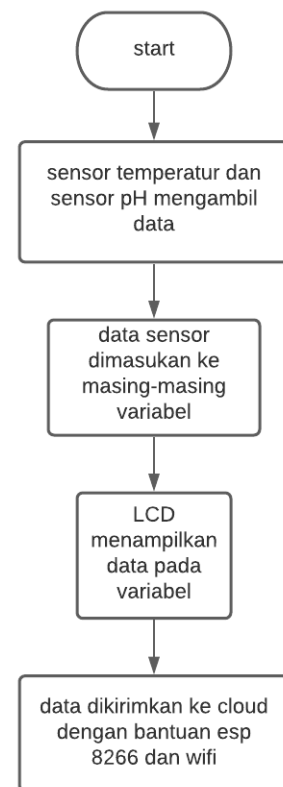 start
sensor temperatur dan
sensor pH mengambil
data
data sensor
dimasukan ke
masing-masing
variabel
LCD
menampilkan
data pada
variabel
data dikirimkan ke cloud
dengan bantuan esp
8266 dan wifi